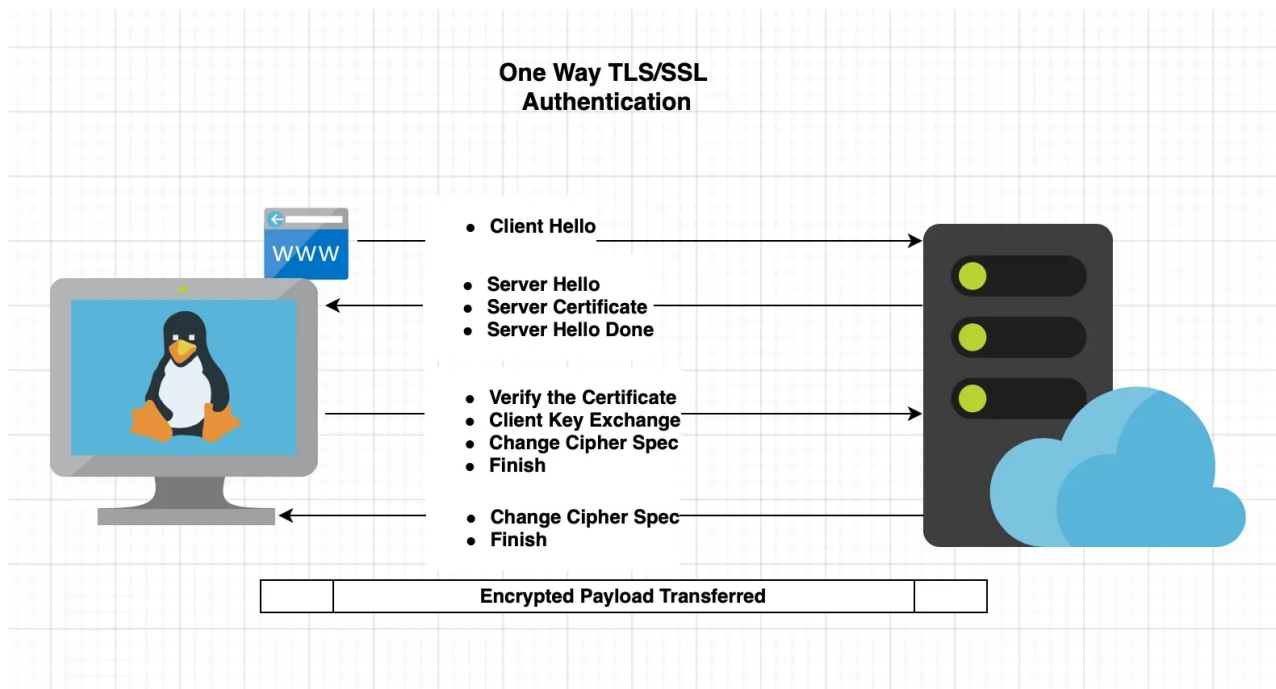 One Way TLS/SSL
Authentication
WWW
• Client Hello
• Server Hello
• Server Certificate
• Server Hello Done
• Verify the Certificate
• Client Key Exchange
• Change Cipher Spec
• Finish
• Change Cipher Spec
• Finish
Encrypted Payload Transferred